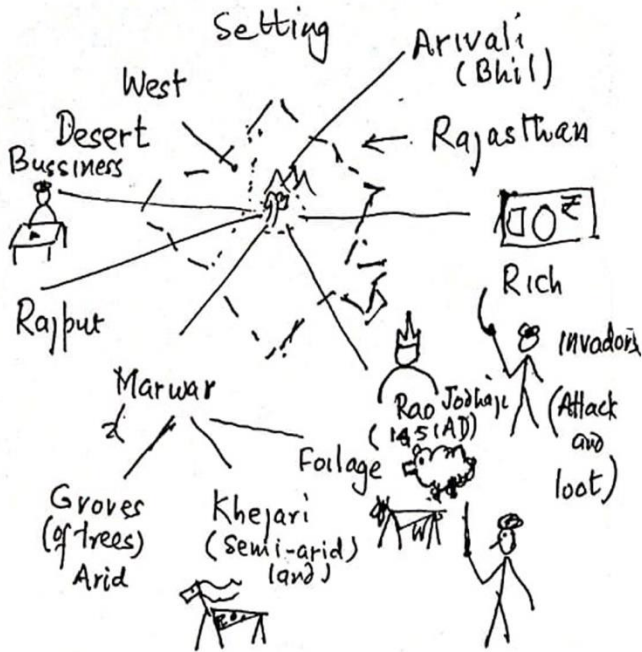 Setting
Arivali
(Bhil)
West
Desert
Rajasthan
Bussiness
₹
Rich
Rajput
Invadors
(Attack
and
loot)
Marwar
Rao Jodhaji
(1451AD)
Foilage
Groves
(of trees)
Arid
Khejari
(semi-arid)
land)